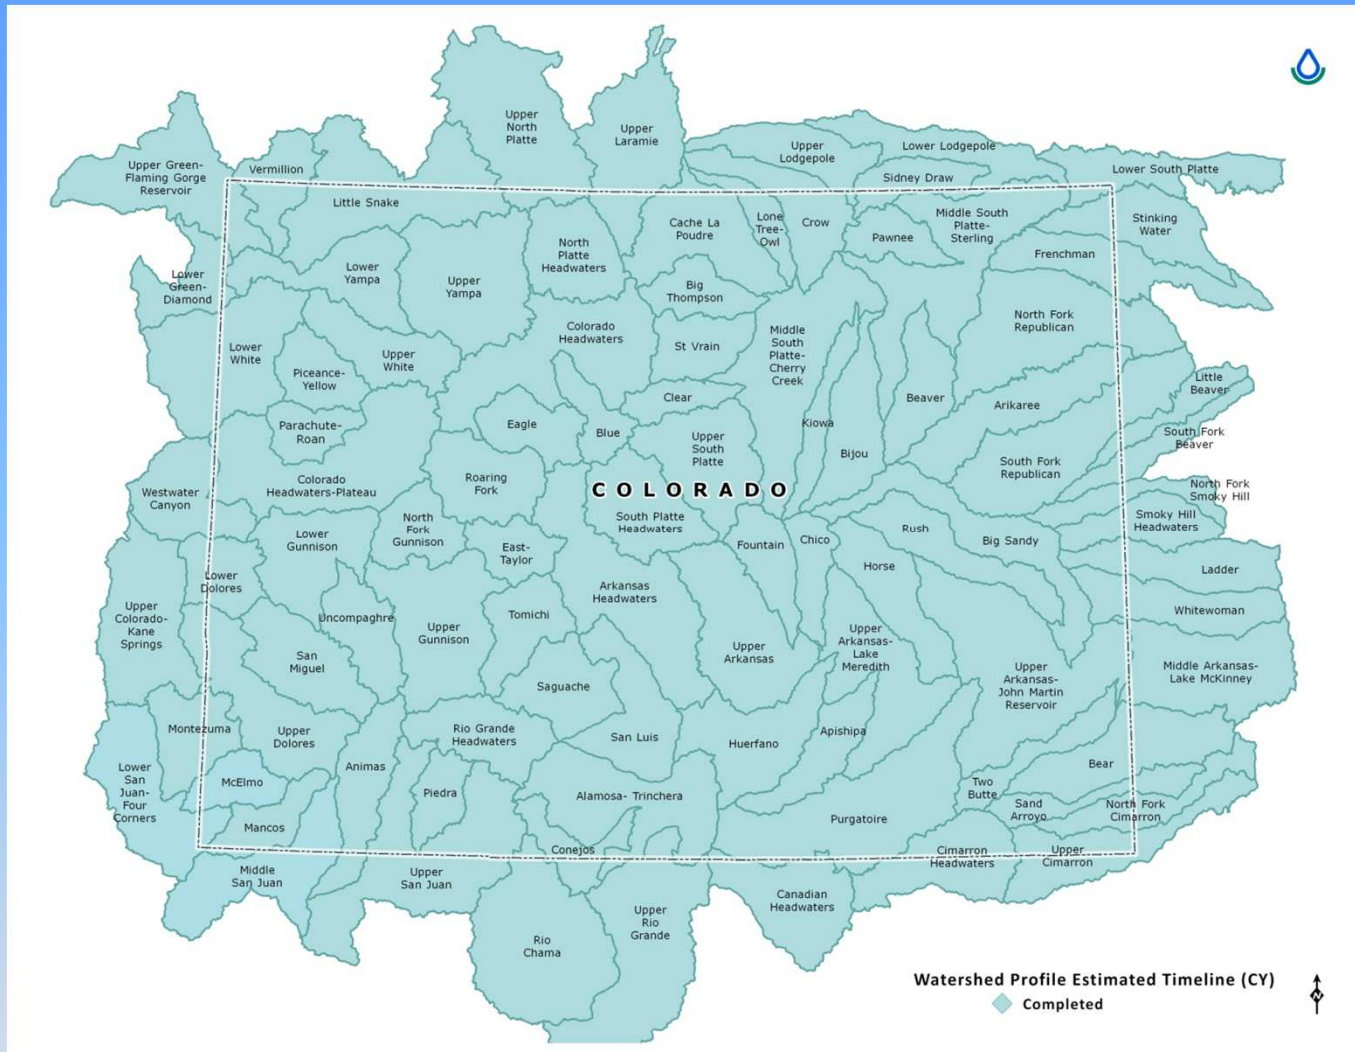 Upper
North
Platte
Upper
Laramie
Upper
Lodgepole
Lower Lodgepole
Upper Green-
Flaming Gorge
Reservoir
Vermillion
Sidney Draw
Lower South Platte
Little Snake
Cache La
Poudre
Lone
Tree-
Owl
Crow
Pawnee
Middle South
Platte-
Sterling
Stinking
Water
North
Platte
Headwaters
Frenchman
Lower
Green-
Diamond
Lower
Yampa
Upper
Yampa
Big
Thompson
North Fork
Republican
Colorado
Headwaters
St Vrain
Middle
South
Platte-
Cherry
Creek
Lower
White
Piceance-
Yellow
Upper
White
Little
Beaver
Clear
Beaver
Arikaree
Parachute-
Roan
Eagle
Blue
Upper
South
Platte
Kiowa
Bijou
South Fork
Beaver
South Fork
Republican
Westwater
Canyon
Colorado
Headwaters-Plateau
Roaring
Fork
COLORADO
North Fork
Smoky Hill
Smoky Hill
Headwaters
Lower
Gunnison
North
Fork
Gunnison
East-
Taylor
South Platte
Headwaters
Fountain
Chico
Rush
Big Sandy
Horse
Ladder
Lower
Dolores
Upper
Colorado-
Kane
Springs
Uncompaghre
Upper
Gunnison
Tomichi
Arkansas
Headwaters
Whitewoman
San
Miguel
Saguache
Upper
Arkansas
Upper
Arkansas-
Lake
Meredith
Upper
Arkansas-
John Martin
Reservoir
Middle Arkansas-
Lake McKinney
Montezuma
Upper
Dolores
Rio Grande
Headwaters
San Luis
Huerfano
Apishipa
Lower
San
Juan-
Four
Corners
McElmo
Animas
Piedra
Alamosa- Trinchera
Bear
Two
Butte
Sand
Arroyo
North Fork
Cimarron
Mancos
Purgatoire
Conejos
Cimarron
Headwaters
Upper
Cimarron
Middle
San Juan
Upper
San Juan
Canadian
Headwaters
Rio
Chama
Upper
Rio
Grande
Watershed Profile Estimated Timeline (CY)
Completed
N